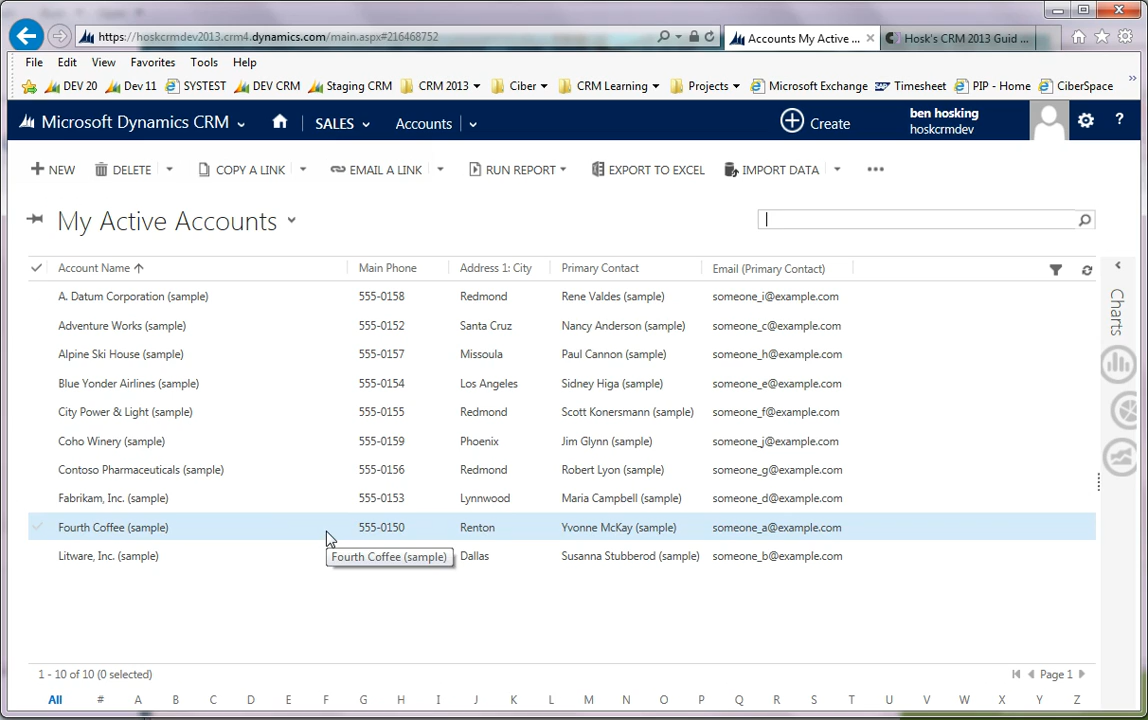 https://hoskcrmdev2013.crm4.dynamics.com/main.aspx#216468752
Accounts My Active ...
Hosk's CRM 2013 Guid ...
File Edit View Favorites Tools Help
DEV 20 Dev 11 SYSTEST DEV CRM Staging CRM CRM 2013 Ciber CRM Learning Projects Microsoft Exchange Timesheet PIP - Home CiberSpace
Microsoft Dynamics CRM SALES Accounts Create ben hosking
hoskcrmdev
NEW DELETE COPY A LINK EMAIL A LINK RUN REPORT EXPORT TO EXCEL IMPORT DATA
My Active Accounts
Account Name Main Phone Address 1: City Primary Contact Email (Primary Contact)
A. Datum Corporation (sample) 555-0158 Redmond Rene Valdes (sample) someone_i@example.com
Adventure Works (sample) 555-0152 Santa Cruz Nancy Anderson (sample) someone_c@example.com
Alpine Ski House (sample) 555-0157 Missoula Paul Cannon (sample) someone_h@example.com
Blue Yonder Airlines (sample) 555-0154 Los Angeles Sidney Higa (sample) someone_e@example.com
City Power & Light (sample) 555-0155 Redmond Scott Konersmann (sample) someone_f@example.com
Coho Winery (sample) 555-0159 Phoenix Jim Glynn (sample) someone_j@example.com
Contoso Pharmaceuticals (sample) 555-0156 Redmond Robert Lyon (sample) someone_g@example.com
Fabrikam, Inc. (sample) 555-0153 Lynnwood Maria Campbell (sample) someone_d@example.com
Fourth Coffee (sample) 555-0150 Renton Yvonne McKay (sample) someone_a@example.com
Fourth Coffee (sample)
Litware, Inc. (sample) Dallas Susanna Stubberod (sample) someone_b@example.com
Charts
1 - 10 of 10 (0 selected) Page 1
All # A B C D E F G H I J K L M N O P Q R S T U V W X Y Z